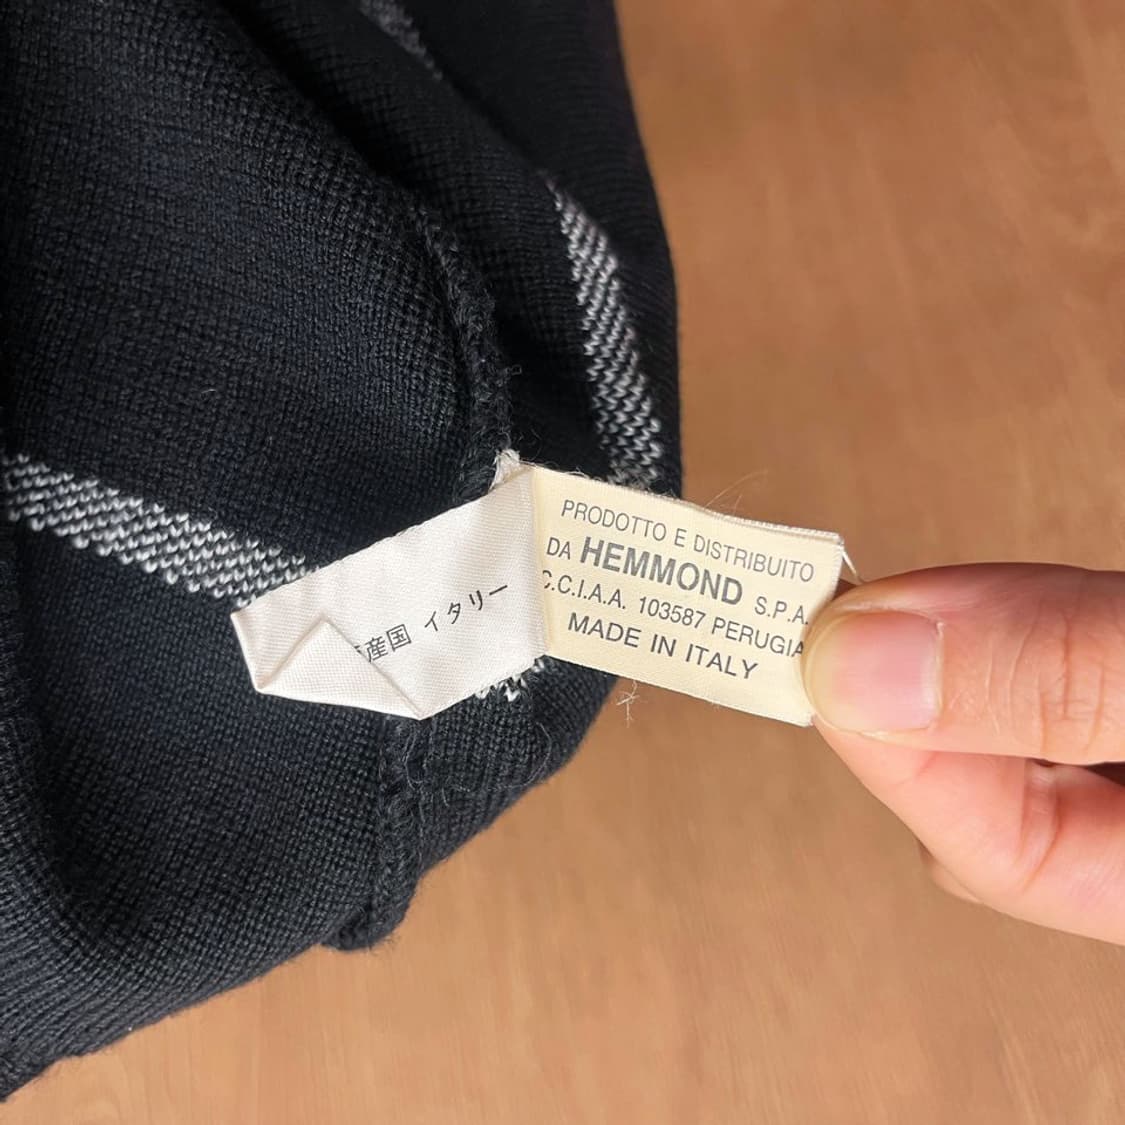 産国 イタリー
PRODOTTO E DISTRIBUITO
DA HEMMOND S.P.A.
C.C.I.A.A. 103587 PERUGIA
MADE IN ITALY